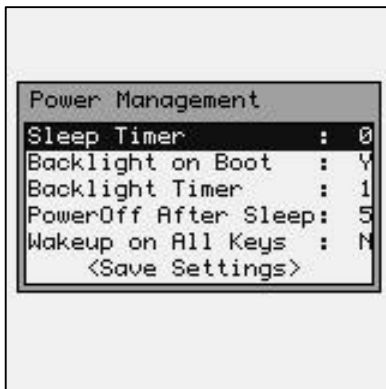 Power Management
Sleep Timer : 0
Backlight on Boot : Y
Backlight Timer : 1
PowerOff After Sleep: 5
Wakeup on All Keys : N
<Save Settings>